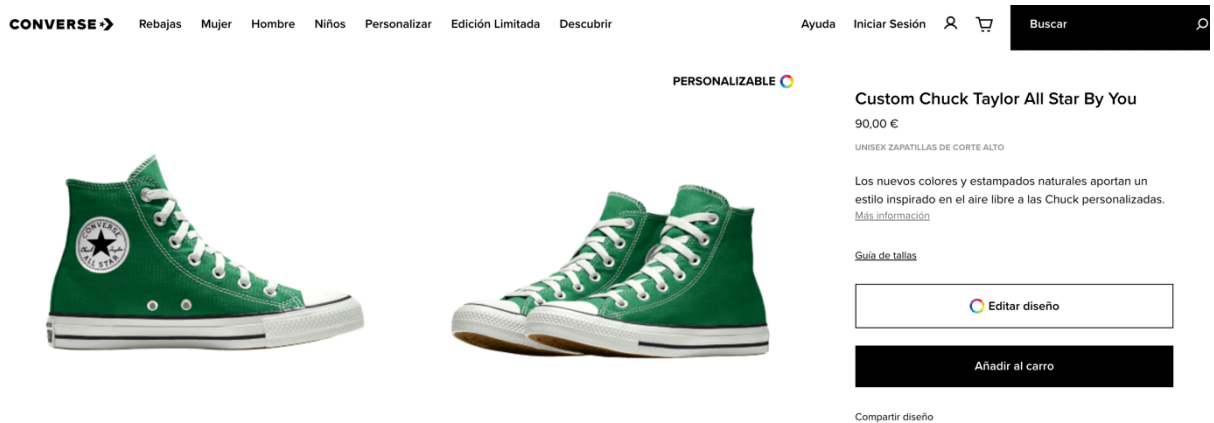 CONVERSE
Rebajas
Mujer
Hombre
Niños
Personalizar
Edición Limitada
Descubrir
Ayuda
Iniciar Sesión
Buscar
PERSONALIZABLE
CONVERSE
ALL STAR
Custom Chuck Taylor All Star By You
90,00 €
UNISEX ZAPATILLAS DE CORTE ALTO
Los nuevos colores y estampados naturales aportan un
estilo inspirado en el aire libre a las Chuck personalizadas.
Más información
Guía de tallas
Editar diseño
Añadir al carro
Compartir diseño